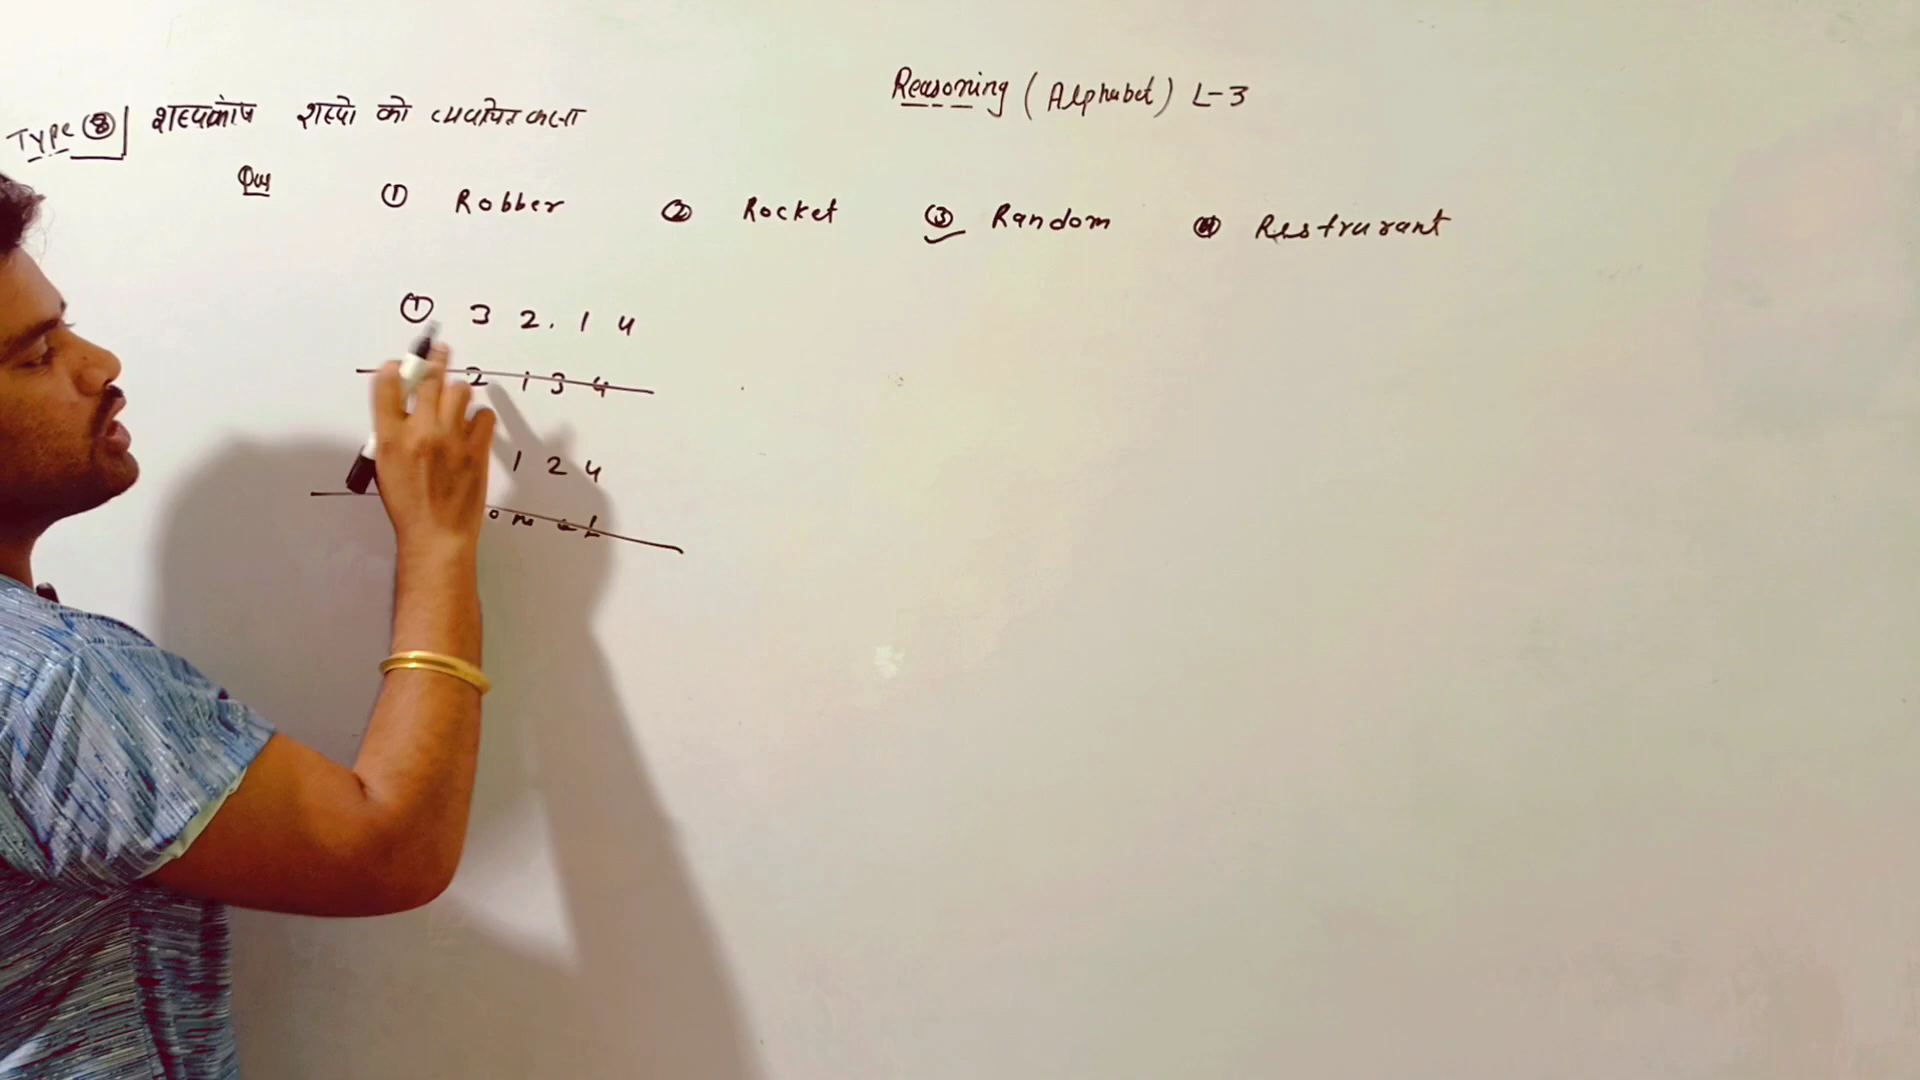 Reasoning (Alphabet) L-3
Type (8) शब्दकोष शब्दो को व्यवस्थित करना
Ques ① Robber ② Rocket ③ Random ④ Restrurant
① 3 2. 1 4
2 1 3 4
1 2 4